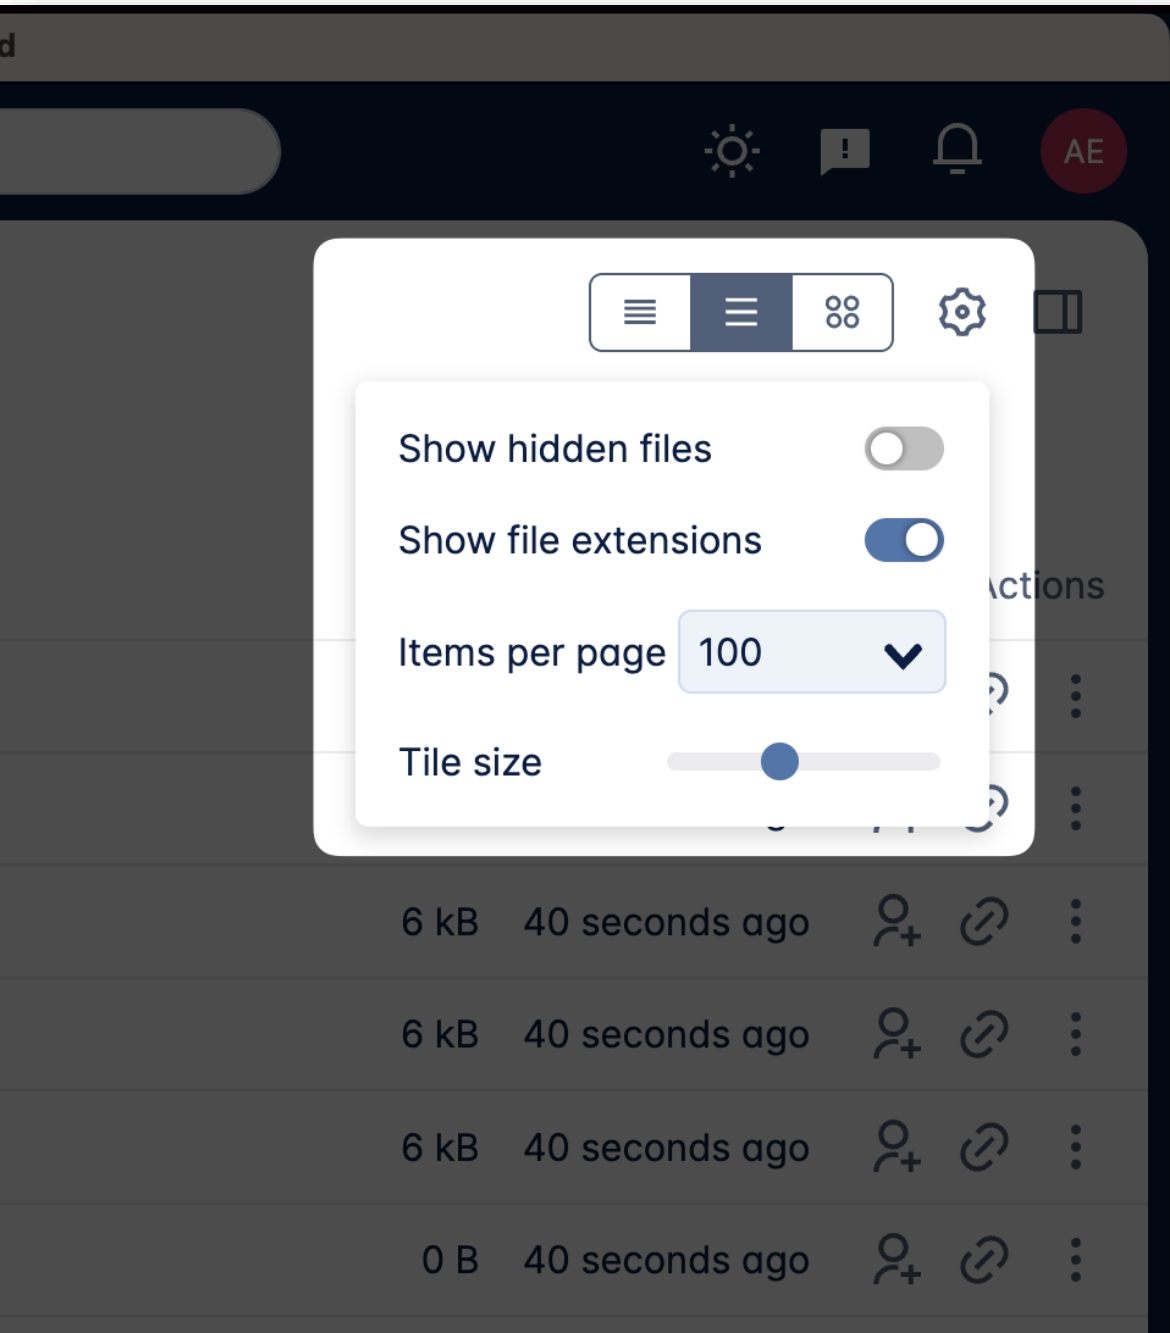 d
AE
Show hidden files
Show file extensions
Actions
Items per page 100
Tile size
6 kB 40 seconds ago
6 kB 40 seconds ago
6 kB 40 seconds ago
0 B 40 seconds ago